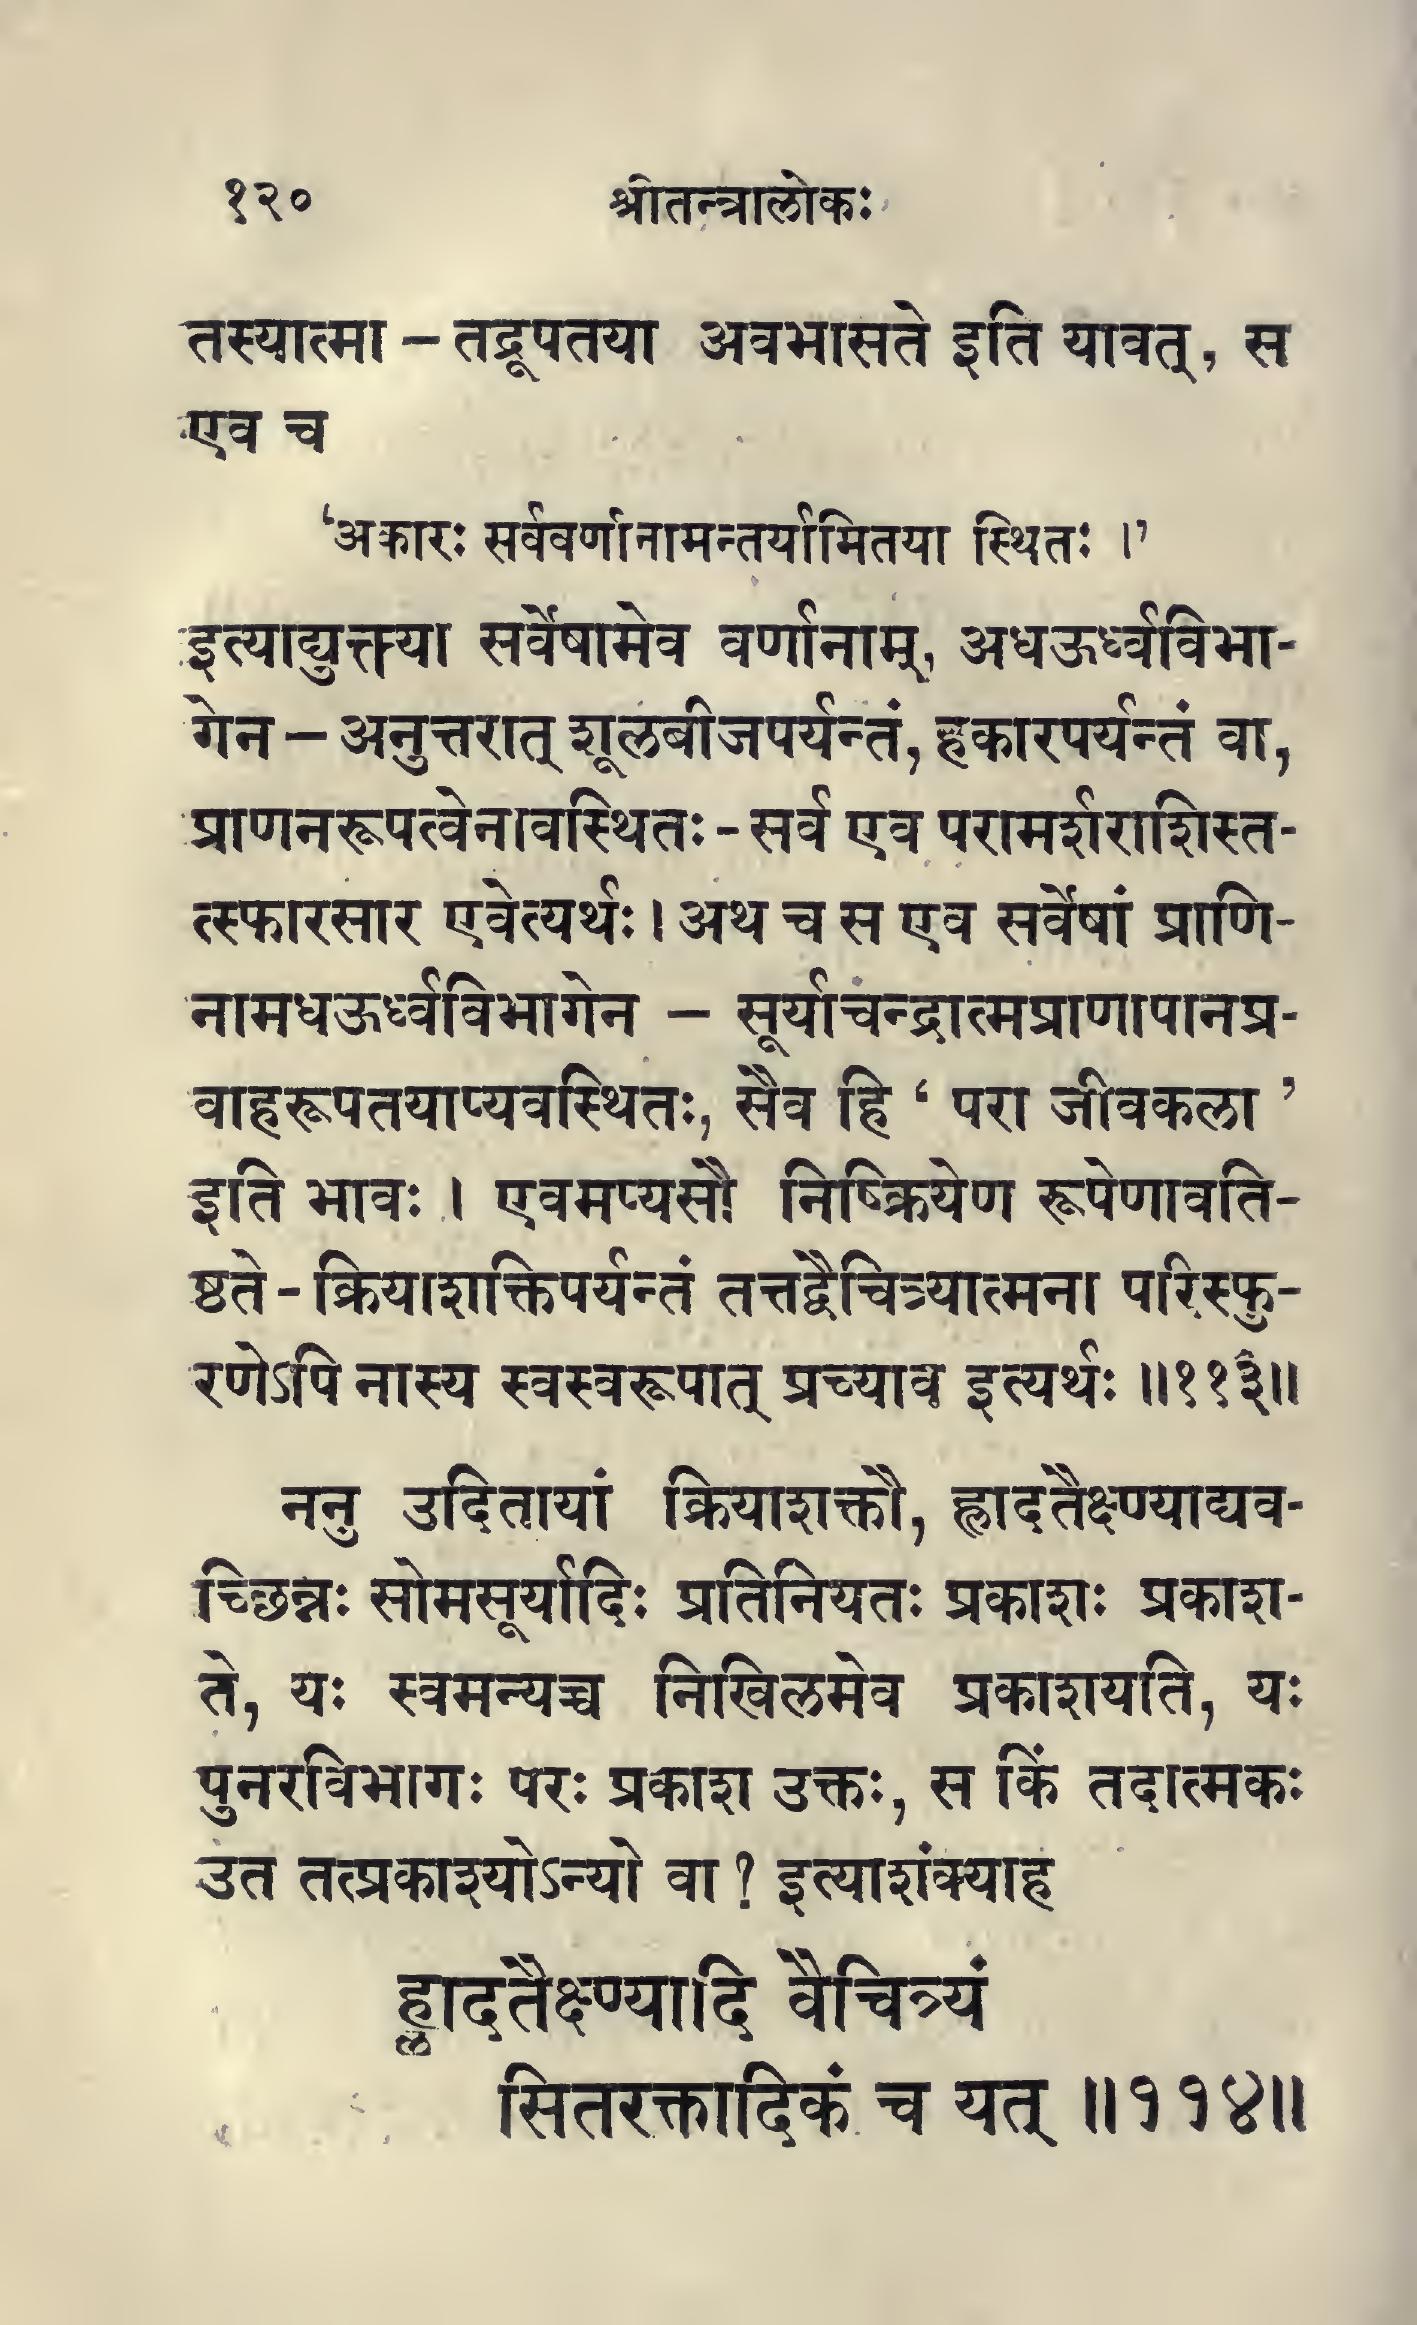 १२० श्रीतन्त्रालोकः
तस्यात्मा – तद्रूपतया अवभासते इति यावत्, स
एव च
‘अकारः सर्ववर्णानामन्तर्यामितया स्थितः ।’
इत्याद्युक्तया सर्वेषामेव वर्णानाम्, अधऊर्ध्वविभा-
गेन – अनुत्तरात् शूलबीजपर्यन्तं, हकारपर्यन्तं वा,
प्राणनरूपत्वेनावस्थितः - सर्व एव परामर्शराशिस्त-
त्स्फारसार एवेत्यर्थः । अथ च स एव सर्वेषां प्राणि-
नामधऊर्ध्वविभागेन – सूर्याचन्द्रात्मप्राणापानप्र-
वाहरूपतयाप्यवस्थितः, सैव हि ‘ परा जीवकला ’
इति भावः । एवमप्यसौ निष्क्रियेण रूपेणावति-
ष्ठते - क्रियाशक्तिपर्यन्तं तत्तद्वैचित्र्यात्मना परिस्फु-
रणेऽपि नास्य स्वस्वरूपात् प्रच्याव इत्यर्थः ॥११३॥
ननु उदितायां क्रियाशक्तौ, ह्लादतैक्ष्ण्याद्यव-
च्छिन्नः सोमसूर्यादिः प्रतिनियतः प्रकाशः प्रकाश-
ते, यः स्वमन्यच्च निखिलमेव प्रकाशयति, यः
पुनरविभागः परः प्रकाश उक्तः, स किं तदात्मकः
उत तत्प्रकाश्योऽन्यो वा ? इत्याशंक्याह
ह्लादतैक्ष्ण्यादि वैचित्र्यं
सितरक्तादिकं च यत् ॥११४॥